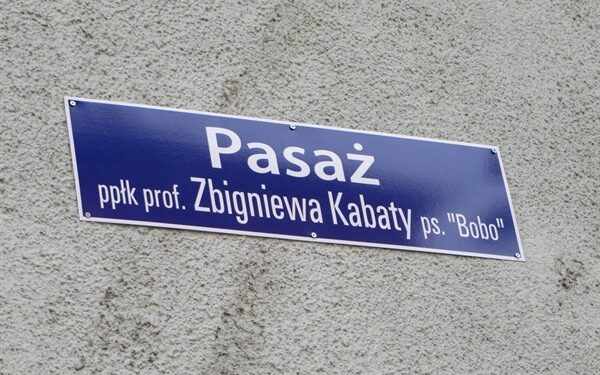 Pasaż
ppłk prof. Zbigniewa Kabaty ps. "Bobo"